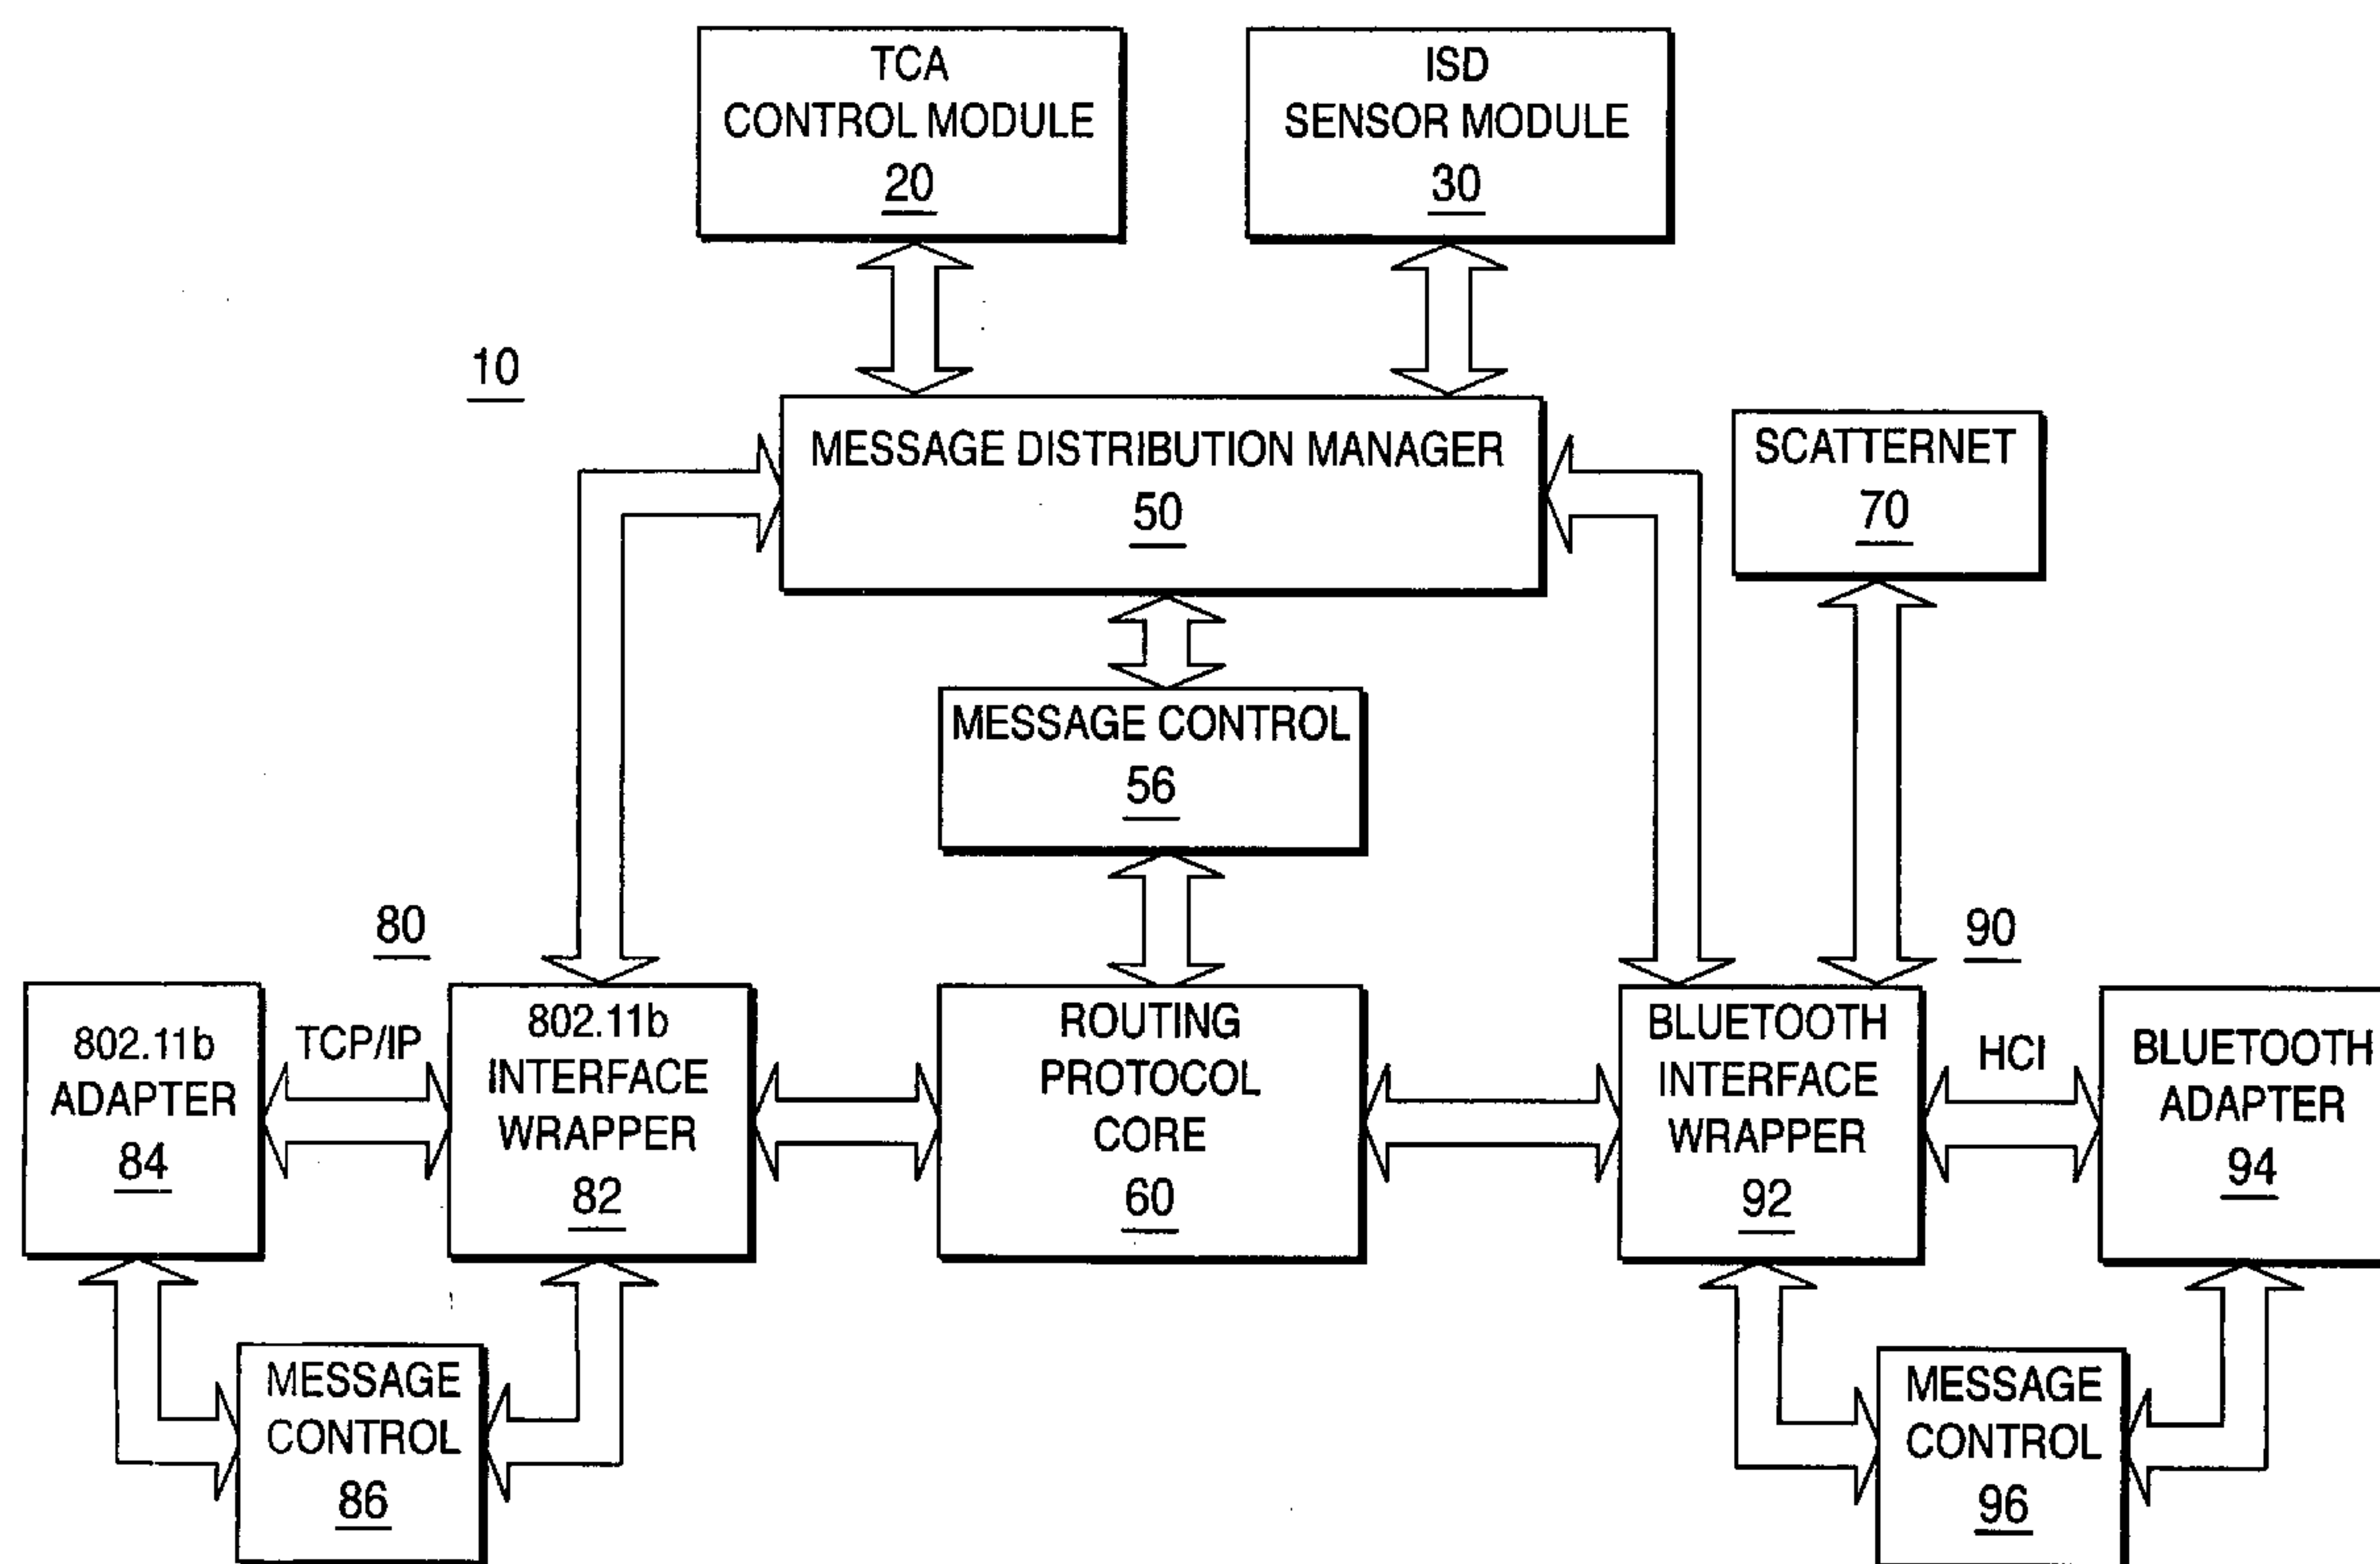 TCA
CONTROL MODULE
20
ISD
SENSOR MODULE
30
10
MESSAGE DISTRIBUTION MANAGER
50
SCATTERNET
70
MESSAGE CONTROL
56
80
90
802.11b
ADAPTER
84
TCP/IP
802.11b
INTERFACE
WRAPPER
82
ROUTING
PROTOCOL
CORE
60
BLUETOOTH
INTERFACE
WRAPPER
92
HCI
BLUETOOTH
ADAPTER
94
MESSAGE
CONTROL
86
MESSAGE
CONTROL
96